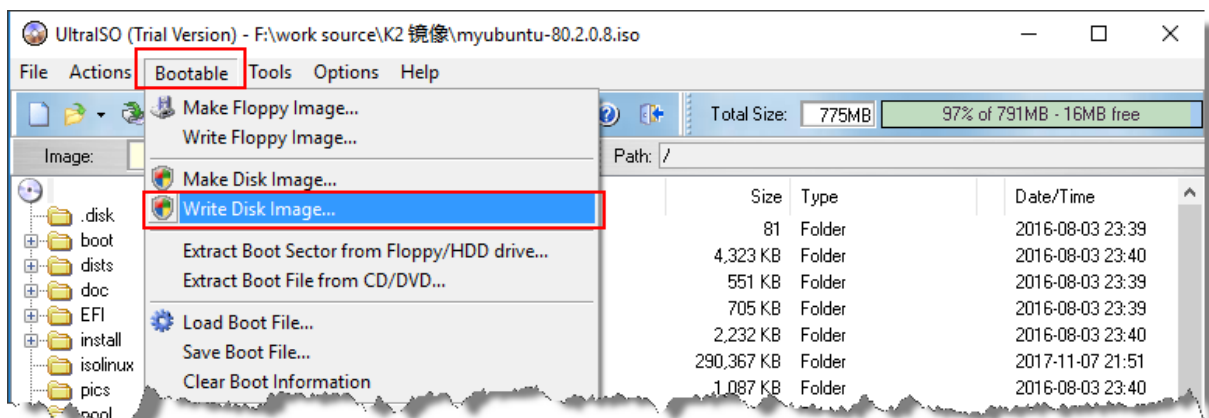 UltraISO (Trial Version) - F:\work source\K2 镜像\myubuntu-80.2.0.8.iso
File Actions Bootable Tools Options Help
Total Size: 775MB 97% of 791MB - 16MB free
Image: Path: /
Make Floppy Image...
Write Floppy Image...
Make Disk Image...
Write Disk Image...
Extract Boot Sector from Floppy/HDD drive...
Extract Boot File from CD/DVD...
Load Boot File...
Save Boot File...
Clear Boot Information
.disk
boot
dists
doc
EFI
install
isolinux
pics
pool
Size Type Date/Time
81 Folder 2016-08-03 23:39
4,323 KB Folder 2016-08-03 23:40
551 KB Folder 2016-08-03 23:39
705 KB Folder 2016-08-03 23:39
2,232 KB Folder 2016-08-03 23:40
290,367 KB Folder 2017-11-07 21:51
1,087 KB Folder 2016-08-03 23:40